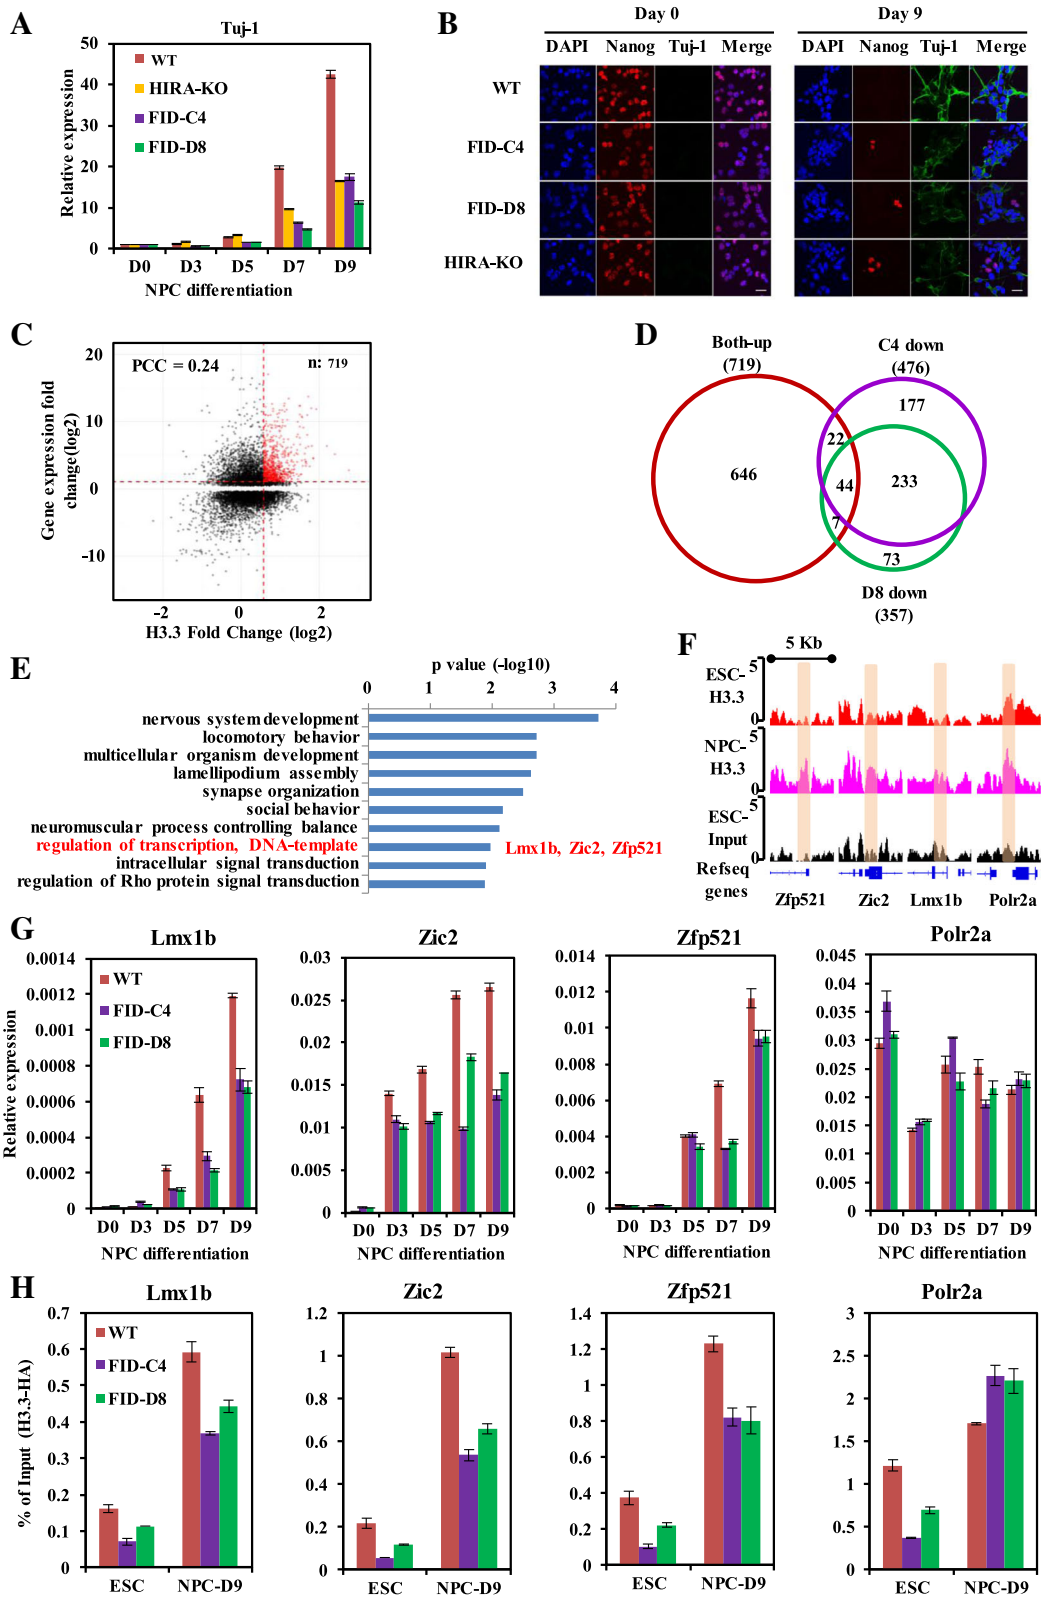 A
Tuj-1
Relative expression
50
40
30
20
10
0
WT
HIRA-KO
FID-C4
FID-D8
D0 D3 D5 D7 D9
NPC differentiation
B
Day 0 Day 9
DAPI Nanog Tuj-1 Merge DAPI Nanog Tuj-1 Merge
WT
FID-C4
FID-D8
HIRA-KO
C
Gene expression fold
change(log2)
20
10
0
-10
PCC = 0.24 n: 719
-2 0 2
H3.3 Fold Change (log2)
D
Both-up
(719)
C4 down
(476)
177
22
646
44
233
7
73
D8 down
(357)
E
p value (-log10)
0 1 2 3 4
nervous system development
locomotory behavior
multicellular organism development
lamellipodium assembly
synapse organization
social behavior
neuromuscular process controlling balance
regulation of transcription, DNA-template Lmx1b, Zic2, Zfp521
intracellular signal transduction
regulation of Rho protein signal transduction
F
5 Kb
ESC-
H3.3
5
0
NPC-
H3.3
5
0
ESC-
Input
5
0
Refseq
genes
Zfp521 Zic2 Lmx1b Polr2a
G
Lmx1b
Relative expression
0.0014
0.0012
0.001
0.0008
0.0006
0.0004
0.0002
0
WT
FID-C4
FID-D8
D0 D3 D5 D7 D9
NPC differentiation
Zic2
0.03
0.025
0.02
0.015
0.01
0.005
0
D0 D3 D5 D7 D9
NPC differentiation
Zfp521
0.014
0.012
0.01
0.008
0.006
0.004
0.002
0
D0 D3 D5 D7 D9
NPC differentiation
Polr2a
0.045
0.04
0.035
0.03
0.025
0.02
0.015
0.01
0.005
0
D0 D3 D5 D7 D9
NPC differentiation
H
Lmx1b
% of Input (H3.3-HA)
0.7
0.6
0.5
0.4
0.3
0.2
0.1
0
WT
FID-C4
FID-D8
ESC NPC-D9
Zic2
1.2
1
0.8
0.6
0.4
0.2
0
ESC NPC-D9
Zfp521
1.4
1.2
1
0.8
0.6
0.4
0.2
0
ESC NPC-D9
Polr2a
3
2.5
2
1.5
1
0.5
0
ESC NPC-D9